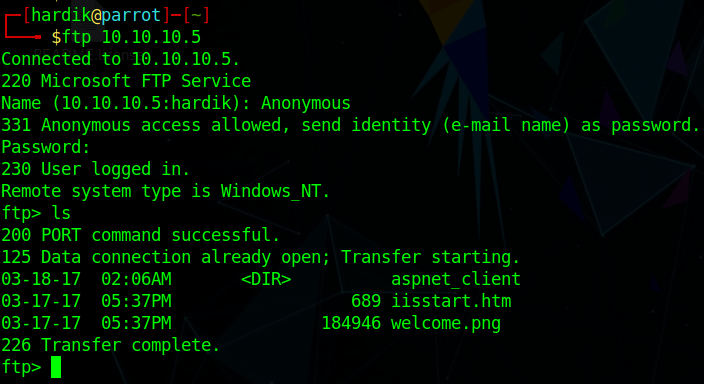 [hardik@parrot]─[~]
$ftp 10.10.10.5
Connected to 10.10.10.5.
220 Microsoft FTP Service
Name (10.10.10.5:hardik): Anonymous
331 Anonymous access allowed, send identity (e-mail name) as password.
Password:
230 User logged in.
Remote system type is Windows_NT.
ftp> ls
200 PORT command successful.
125 Data connection already open; Transfer starting.
03-18-17  02:06AM       <DIR>          aspnet_client
03-17-17  05:37PM                  689 iisstart.htm
03-17-17  05:37PM               184946 welcome.png
226 Transfer complete.
ftp>